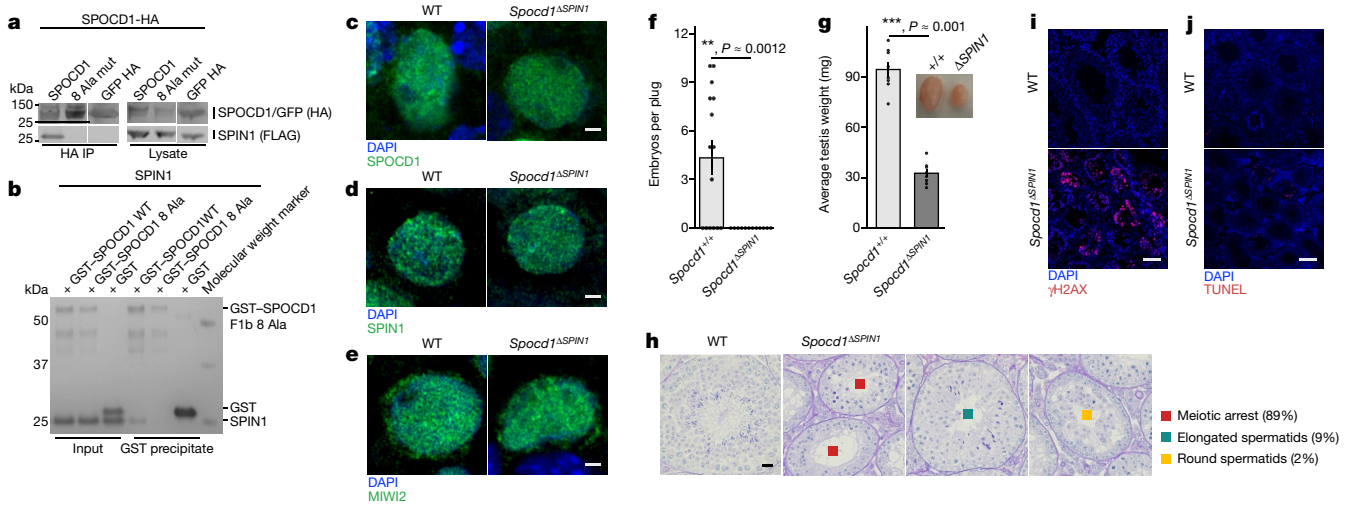 a
SPOCD1-HA
SPOCD1
8 Ala mut
GFP HA
SPOCD1
8 Ala mut
GFP HA
kDa
150
25
25
SPOCD1/GFP (HA)
SPIN1 (FLAG)
HA IP
Lysate
b
SPIN1
+ GST–SPOCD1 WT
+ GST–SPOCD1 8 Ala
+ GST
+ GST–SPOCD1WT
+ GST–SPOCD1 8 Ala
+ GST
Molecular weight marker
kDa
50
37
25
GST–SPOCD1
F1b 8 Ala
GST
SPIN1
Input
GST precipitate
c
WT
Spocd1ΔSPIN1
DAPI
SPOCD1
d
WT
Spocd1ΔSPIN1
DAPI
SPIN1
e
WT
Spocd1ΔSPIN1
DAPI
MIWI2
f
**, P ≈ 0.0012
Embryos per plug
12
9
6
3
0
Spocd1+/+
Spocd1ΔSPIN1
g
***, P ≈ 0.001
+/+
ΔSPIN1
Average testis weight (mg)
90
60
30
0
Spocd1+/+
Spocd1ΔSPIN1
h
WT
Spocd1ΔSPIN1
Meiotic arrest (89%)
Elongated spermatids (9%)
Round spermatids (2%)
i
WT
Spocd1ΔSPIN1
DAPI
γH2AX
j
WT
Spocd1ΔSPIN1
DAPI
TUNEL